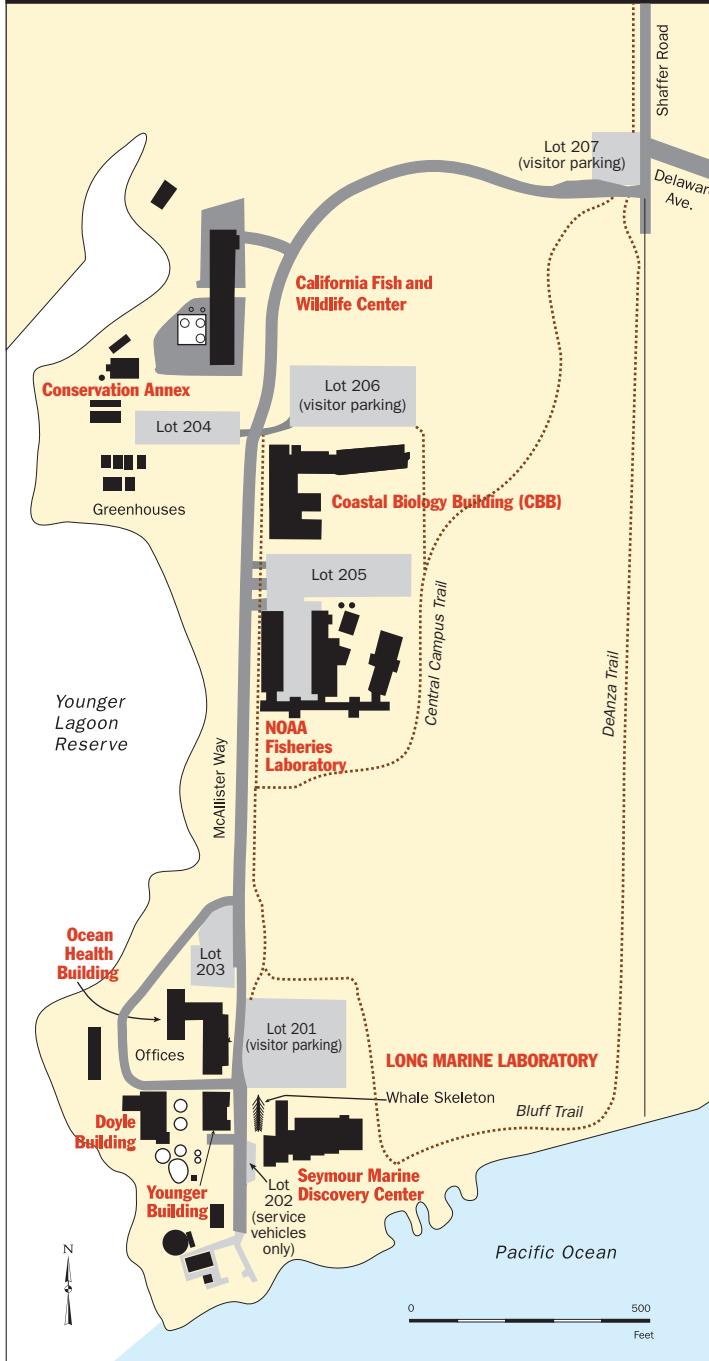 Shaffer Road
Lot 207
(visitor parking)
Delawar
Ave.
California Fish and
Wildlife Center
Lot 206
(visitor parking)
Conservation Annex
Lot 204
Coastal Biology Building (CBB)
Greenhouses
Lot 205
Central Campus Trail
DeAnza Trail
Younger
Lagoon
Reserve
McAllister Way
NOAA
Fisheries
Laboratory
Ocean
Health
Building
Lot
203
Lot 201
(visitor parking)
Offices
LONG MARINE LABORATORY
Whale Skeleton
Bluff Trail
Doyle
Building
Younger
Building
Lot
202
(service
vehicles
only)
Seymour Marine
Discovery Center
N
Pacific Ocean
0 500
Feet